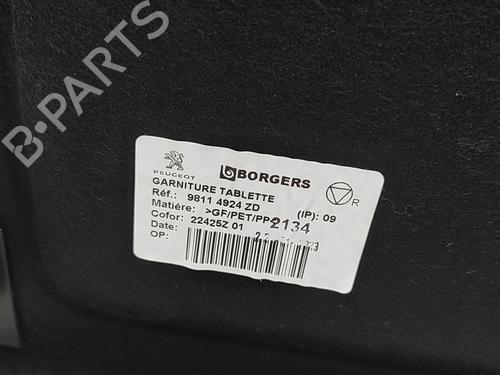 B-PARTS
PEUGEOT
BORGERS
GARNITURE TABLETTE
Réf.: 9811 4924 ZD (IP): 09
R
Matière: >GF/PET/PP<
2134
Cofor: 22425Z 01
Date:
OP: